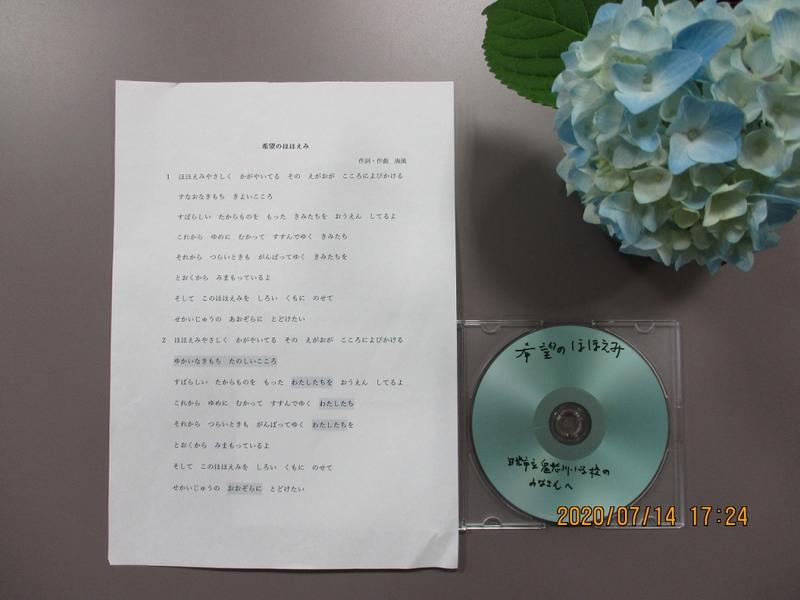 希望のほほえみ
作詞・作曲　海風
1　ほほえみやさしく　かがやいてる　その　えがおが　こころによびかける
すなおなきもち　きよいこころ
すばらしい　たからものを　もった　きみたちを　おうえん　してるよ
これから　ゆめに　むかって　すすんでゆく　きみたち
それから　つらいときも　がんばってゆく　きみたちを
とおくから　みまもっているよ
そして　このほほえみを　しろい　くもに　のせて
せかいじゅうの　あおぞらに　とどけたい
2　ほほえみやさしく　かがやいてる　その　えがおが　こころによびかける
ゆかいなきもち　たのしいこころ
すばらしい　たからものを　もった　わたしたちを　おうえん　してるよ
これから　ゆめに　むかって　すすんでゆく　わたしたち
それから　つらいときも　がんばってゆく　わたしたちを
とおくから　みまもっているよ
そして　このほほえみを　しろい　くもに　のせて
せかいじゅうの　おおぞらに　とどけたい
希望のほほえみ
小学校の
みなさんへ
2020/07/14 17:24